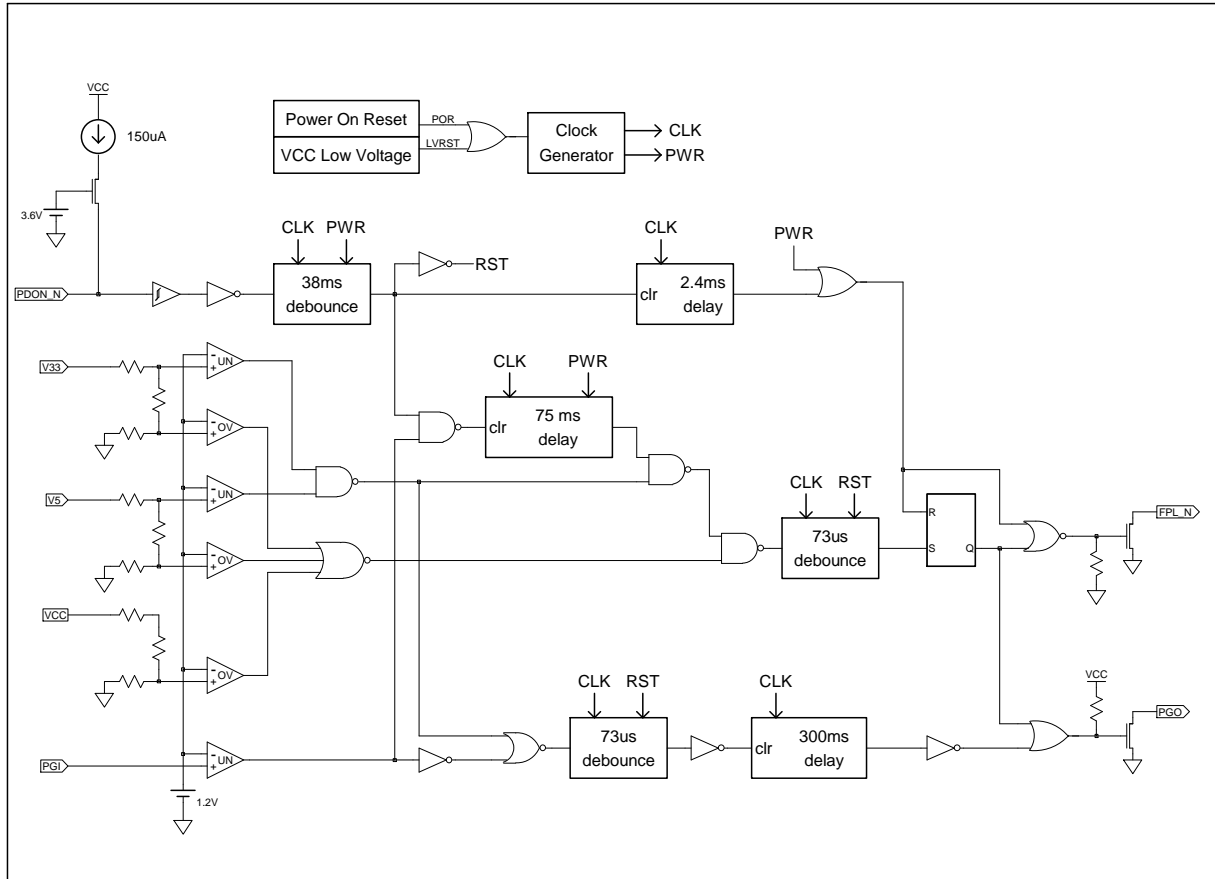 VCC
150uA
Power On Reset
POR
VCC Low Voltage
LVRST
Clock
Generator
CLK
PWR
3.6V
CLK
PWR
CLK
PWR
PDON_N
38ms
debounce
RST
clr
2.4ms
delay
V33
-
+
UN
CLK
PWR
-
+
OV
clr
75 ms
delay
V5
-
+
UN
CLK
RST
R
S
Q
FPL_N
-
+
OV
73us
debounce
VCC
-
+
OV
CLK
RST
CLK
VCC
PGO
PGI
-
+
UN
73us
debounce
clr
300ms
delay
1.2V